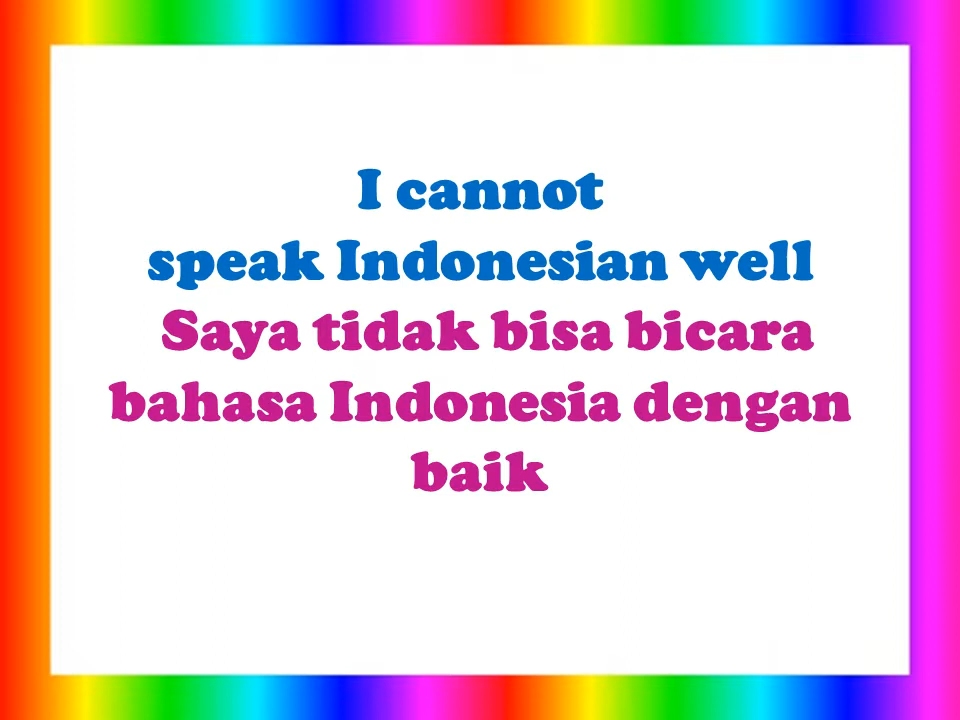 I cannot
speak Indonesian well
Saya tidak bisa bicara
bahasa Indonesia dengan
baik